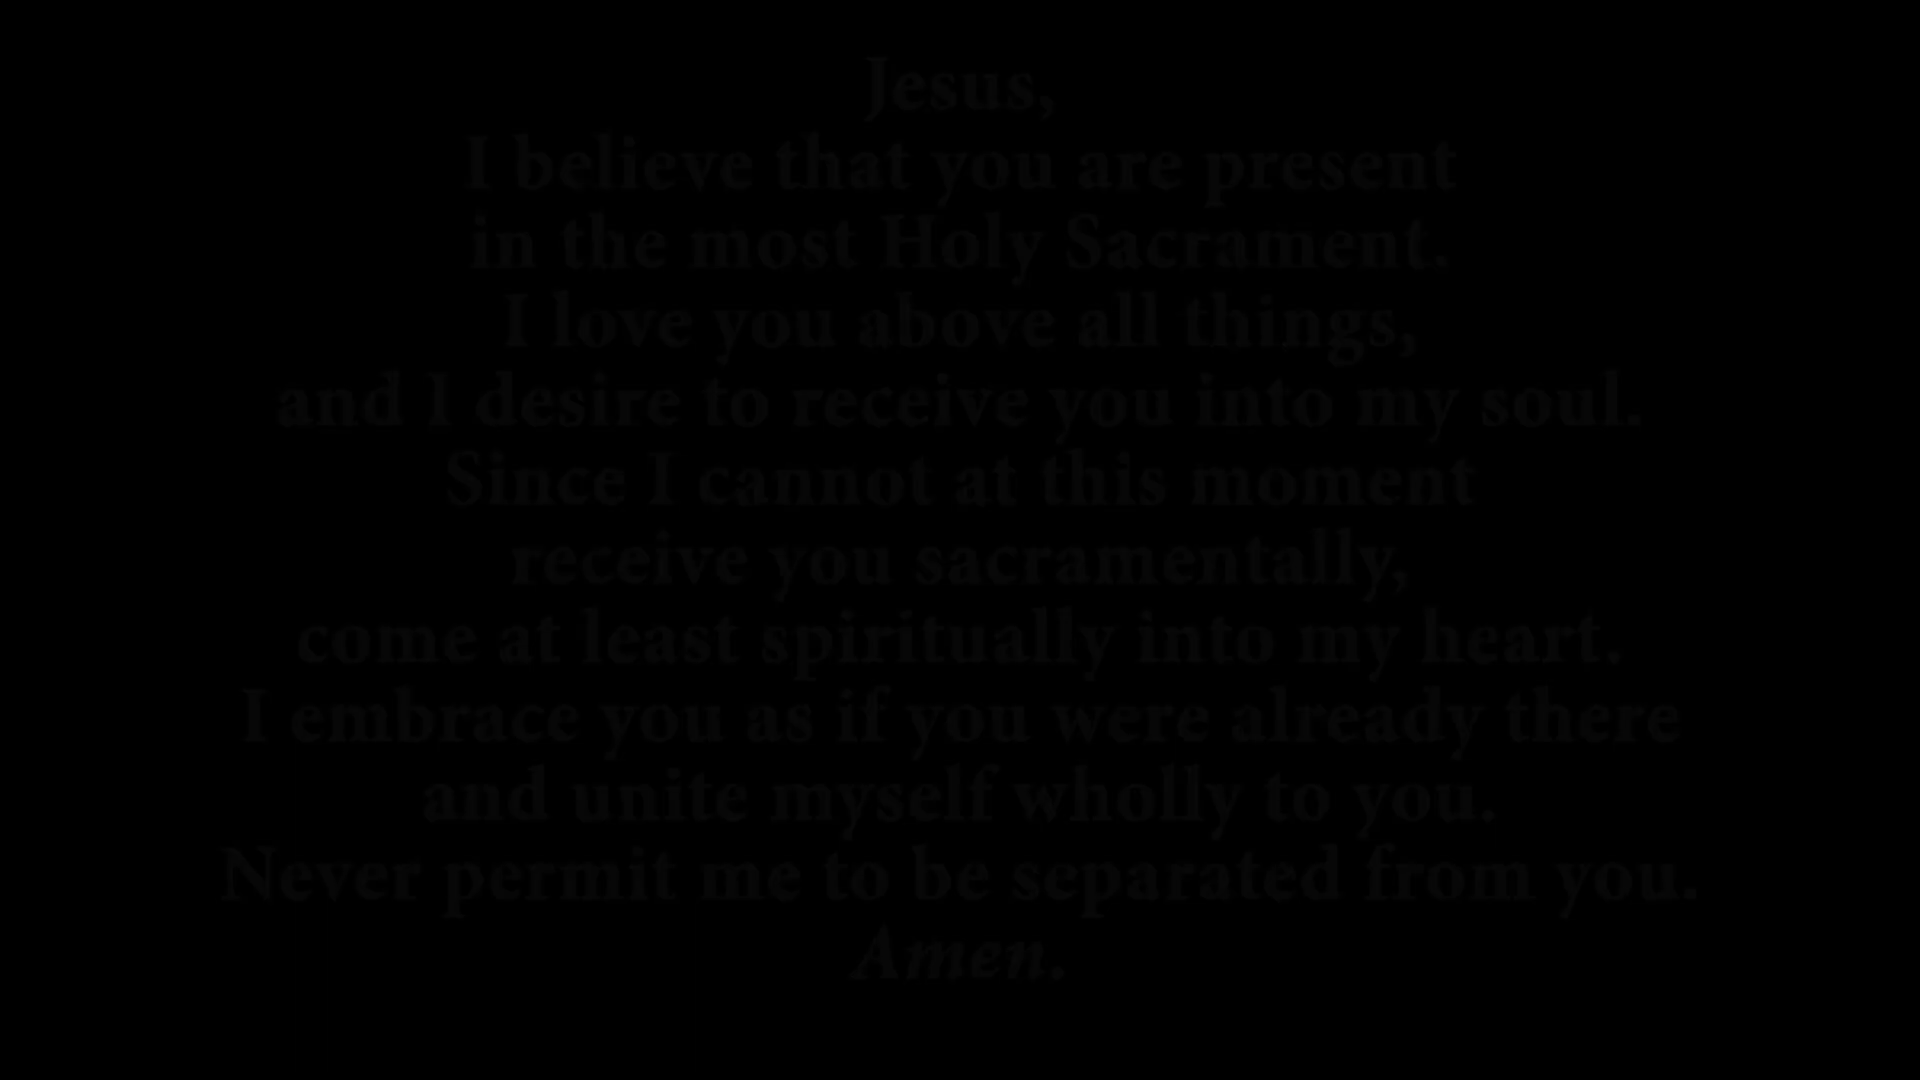 Jesus,
I believe that you are present
in the most Holy Sacrament.
I love you above all things,
and I desire to receive you into my soul.
Since I cannot at this moment
receive you sacramentally,
come at least spiritually into my heart.
I embrace you as if you were already there
and unite myself wholly to you.
Never permit me to be separated from you.
Amen.